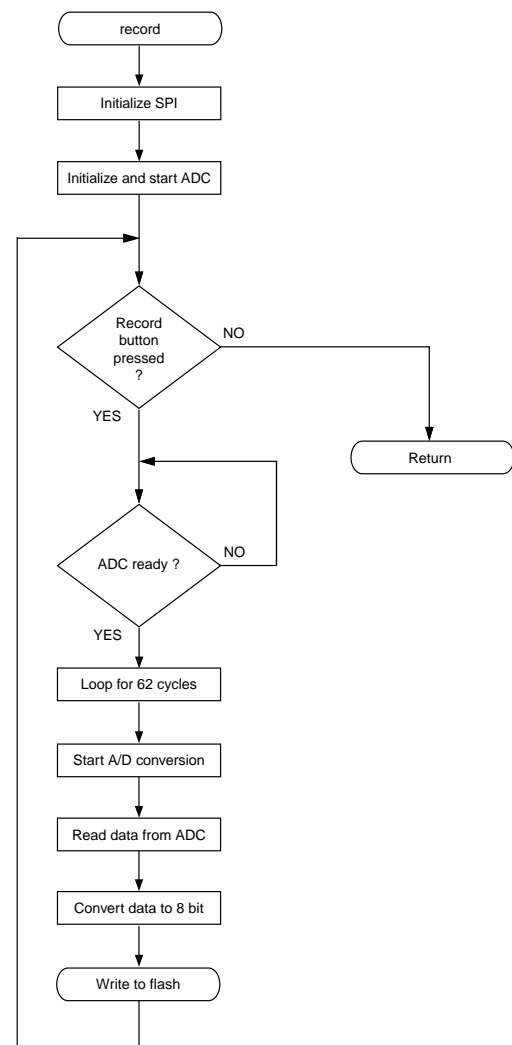 record
Initialize SPI
Initialize and start ADC
Record
button
pressed
?
NO
YES
Return
ADC ready ?
NO
YES
Loop for 62 cycles
Start A/D conversion
Read data from ADC
Convert data to 8 bit
Write to flash